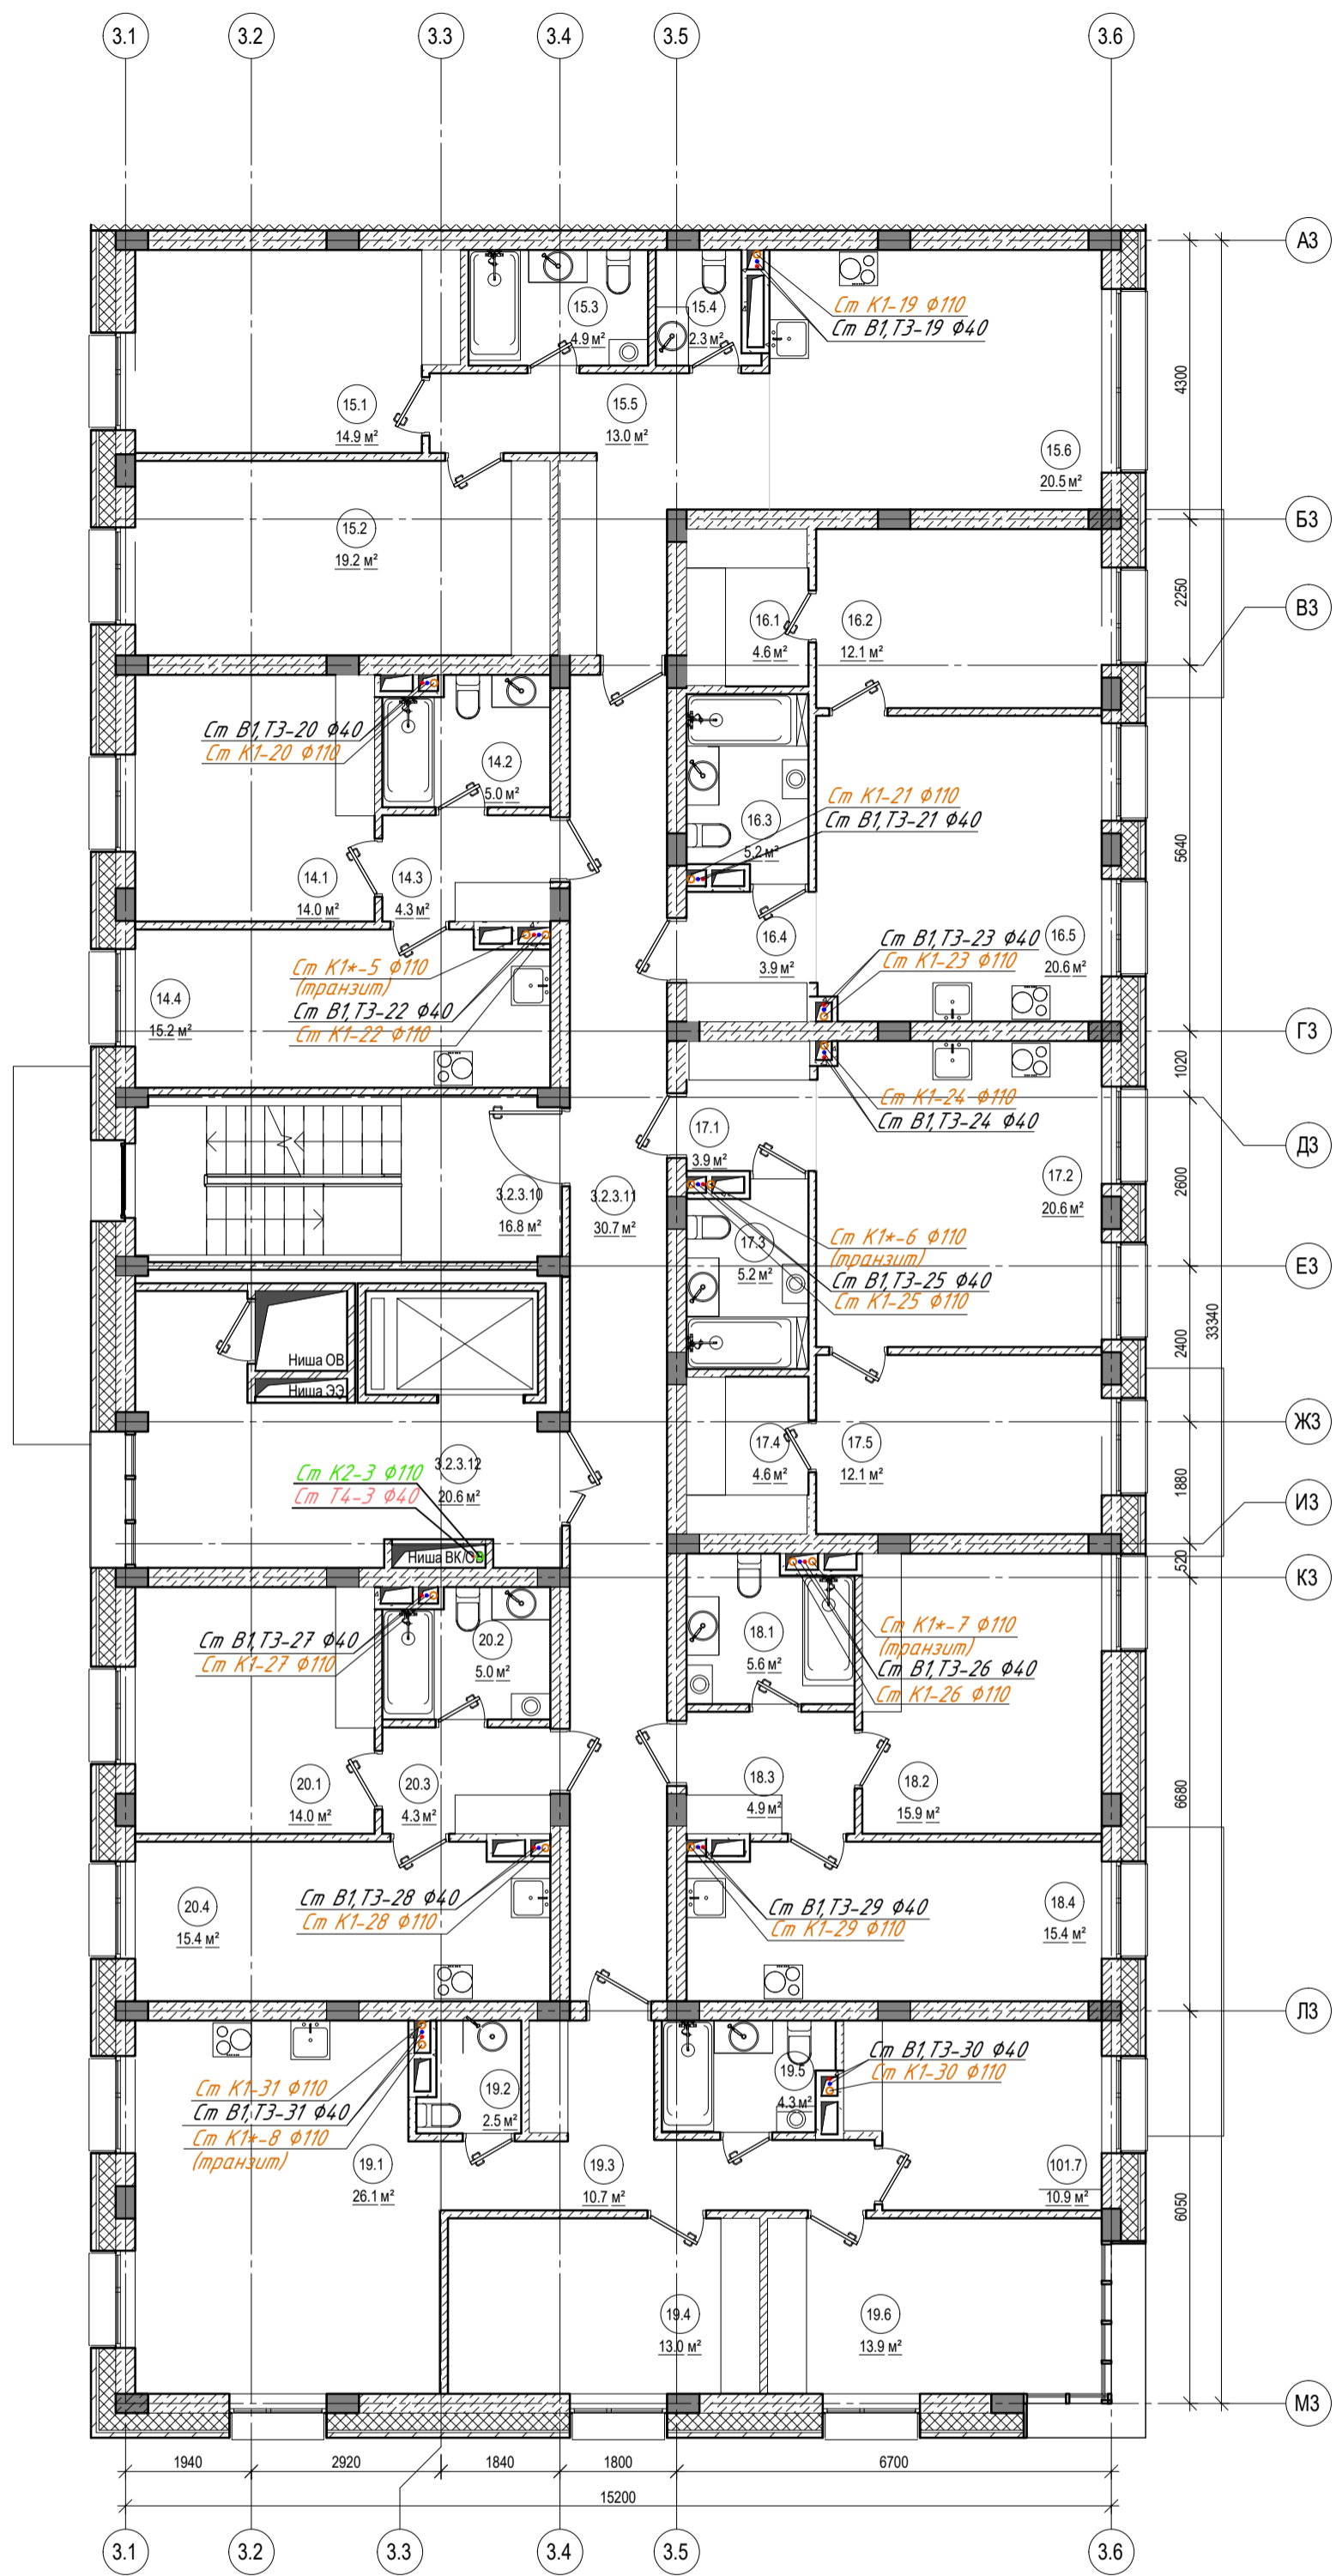 3.1
3.2
3.3
3.4
3.5
3.6
А3
15.3
4.9 м²
15.4
2.3 м²
Ст К1-19 Ф110
Ст В1,Т3-19 Ф40
4300
15.1
14.9 м²
15.5
13.0 м²
15.6
20.5 м²
15.2
19.2 м²
Б3
2250
16.1
4.6 м²
16.2
12.1 м²
В3
Ст В1,Т3-20 Ф40
Ст К1-20 Ф110
14.2
5.0 м²
Ст К1-21 Ф110
Ст В1,Т3-21 Ф40
16.3
5.2 м²
5640
14.1
14.0 м²
14.3
4.3 м²
16.4
3.9 м²
Ст В1,Т3-23 Ф40
Ст К1-23 Ф110
16.5
20.6 м²
Ст К1*-5 Ф110
(транзит)
Ст В1,Т3-22 Ф40
Ст К1-22 Ф110
14.4
15.2 м²
Г3
1020
Ст К1-24 Ф110
Ст В1,Т3-24 Ф40
17.1
3.9 м²
Д3
17.2
20.6 м²
2600
3.2.3.10
16.8 м²
3.2.3.11
30.7 м²
17.3
5.2 м²
Ст К1*-6 Ф110
(транзит)
Ст В1,Т3-25 Ф40
Ст К1-25 Ф110
Е3
33340
2400
Ниша ОВ
Ниша ЭЭ
Ж3
17.4
4.6 м²
17.5
12.1 м²
3.2.3.12
20.6 м²
Ст К2-3 Ф110
Ст Т4-3 Ф40
1880
И3
Ниша ВК/ОВ
520
К3
Ст В1,Т3-27 Ф40
Ст К1-27 Ф110
20.2
5.0 м²
18.1
5.6 м²
Ст К1*-7 Ф110
(транзит)
Ст В1,Т3-26 Ф40
Ст К1-26 Ф110
20.1
14.0 м²
20.3
4.3 м²
18.3
4.9 м²
18.2
15.9 м²
6680
20.4
15.4 м²
Ст В1,Т3-28 Ф40
Ст К1-28 Ф110
Ст В1,Т3-29 Ф40
Ст К1-29 Ф110
18.4
15.4 м²
Л3
Ст К1-31 Ф110
Ст В1,Т3-31 Ф40
Ст К1*-8 Ф110
(транзит)
19.2
2.5 м²
19.5
4.3 м²
Ст В1,Т3-30 Ф40
Ст К1-30 Ф110
19.1
26.1 м²
19.3
10.7 м²
101.7
10.9 м²
6050
19.4
13.0 м²
19.6
13.9 м²
М3
1940
2920
1840
1800
6700
15200
3.1
3.2
3.3
3.4
3.5
3.6